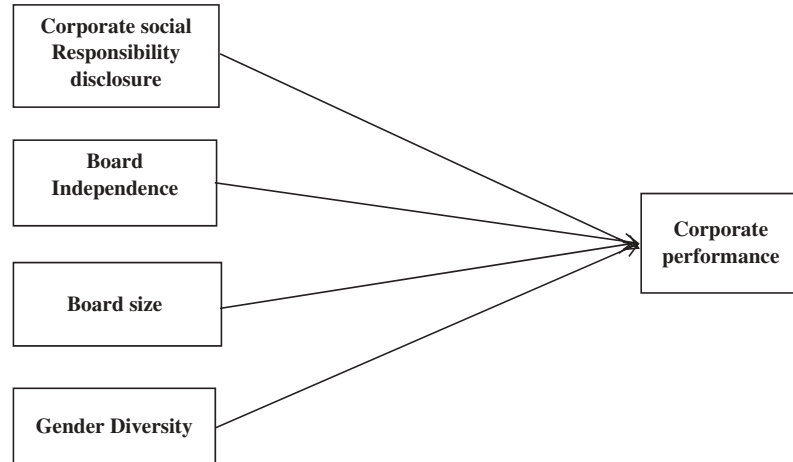 Corporate social
Responsibility
disclosure
Board
Independence
Board size
Gender Diversity
Corporate
performance